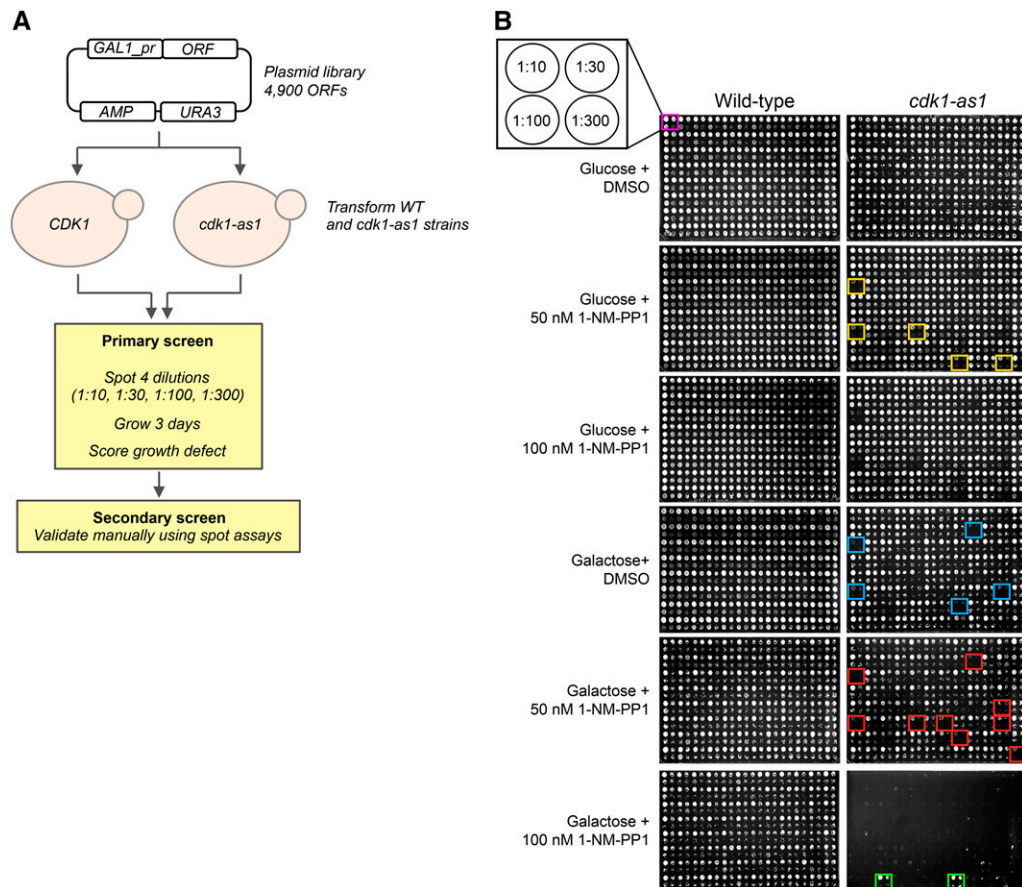 A
GAL1_pr ORF
AMP URA3
Plasmid library
4,900 ORFs
CDK1
cdk1-as1
Transform WT
and cdk1-as1 strains
Primary screen
Spot 4 dilutions
(1:10, 1:30, 1:100, 1:300)
Grow 3 days
Score growth defect
Secondary screen
Validate manually using spot assays
B
1:10 1:30
1:100 1:300
Wild-type cdk1-as1
Glucose +
DMSO
Glucose +
50 nM 1-NM-PP1
Glucose +
100 nM 1-NM-PP1
Galactose+
DMSO
Galactose +
50 nM 1-NM-PP1
Galactose +
100 nM 1-NM-PP1